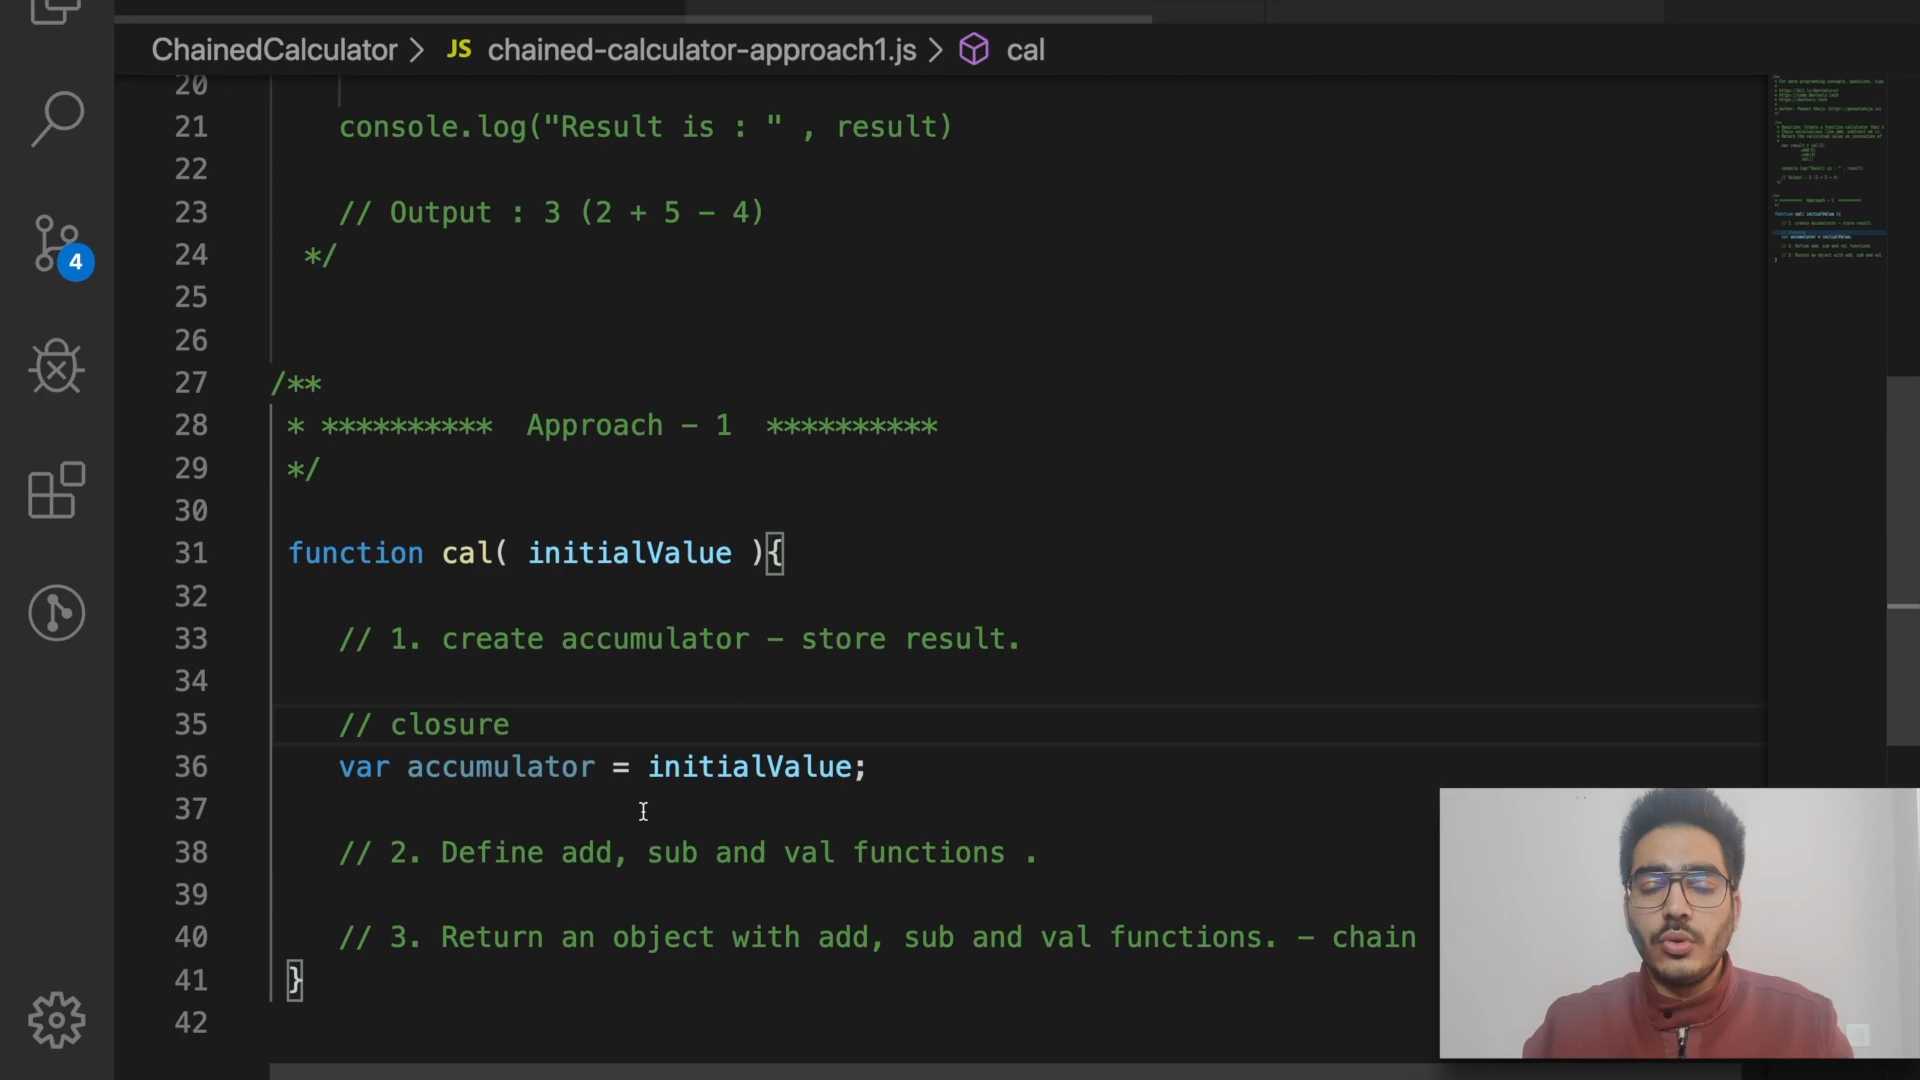 ChainedCalculator > JS chained-calculator-approach1.js > cal
20
21 console.log("Result is : " , result)
22
23 // Output : 3 (2 + 5 - 4)
24 */
25
26
27 /**
28 * ********** Approach - 1 **********
29 */
30
31 function cal( initialValue ){
32
33 // 1. create accumulator - store result.
34
35 // closure
36 var accumulator = initialValue;
37
38 // 2. Define add, sub and val functions .
39
40 // 3. Return an object with add, sub and val functions. - chain
41 }
42
4